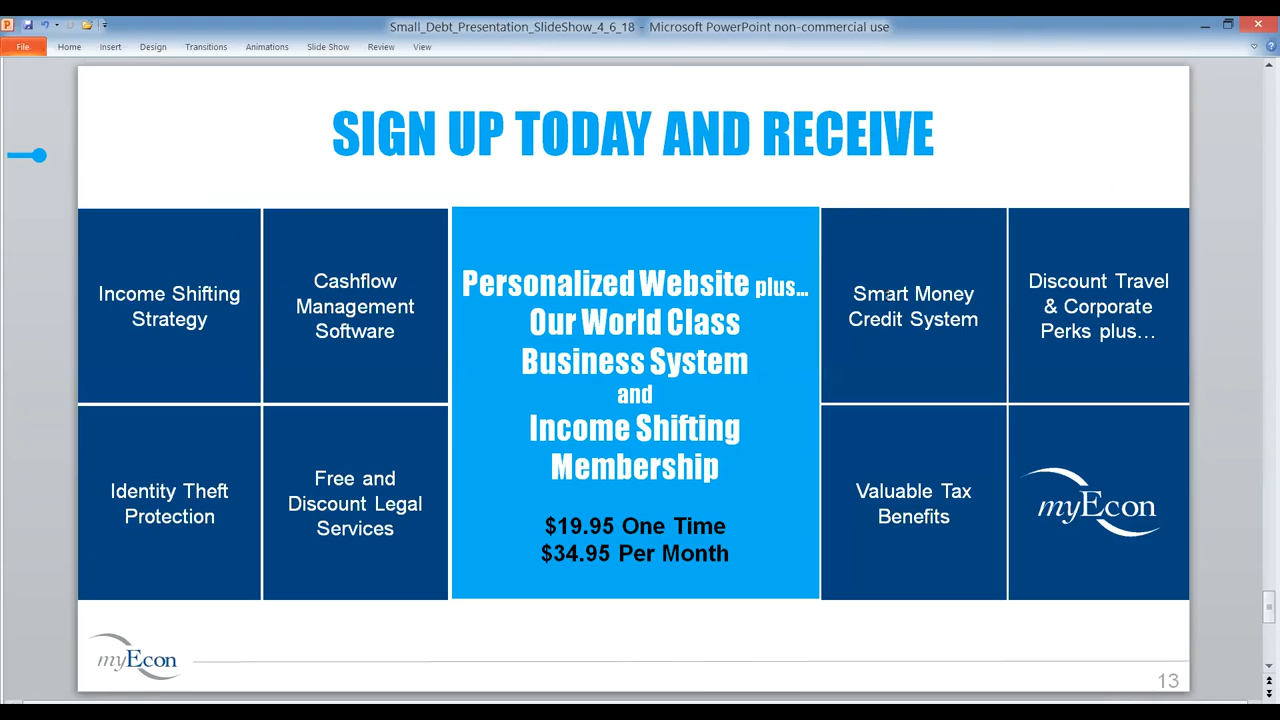 Small_Debt_Presentation_SlideShow_4_6_18 - Microsoft PowerPoint non-commercial use
File Home Insert Design Transitions Animations Slide Show Review View
SIGN UP TODAY AND RECEIVE
Income Shifting
Strategy
Cashflow
Management
Software
Personalized Website plus...
Our World Class
Business System
and
Income Shifting
Membership
$19.95 One Time
$34.95 Per Month
Smart Money
Credit System
Discount Travel
& Corporate
Perks plus...
Identity Theft
Protection
Free and
Discount Legal
Services
Valuable Tax
Benefits
myEcon
myEcon
13